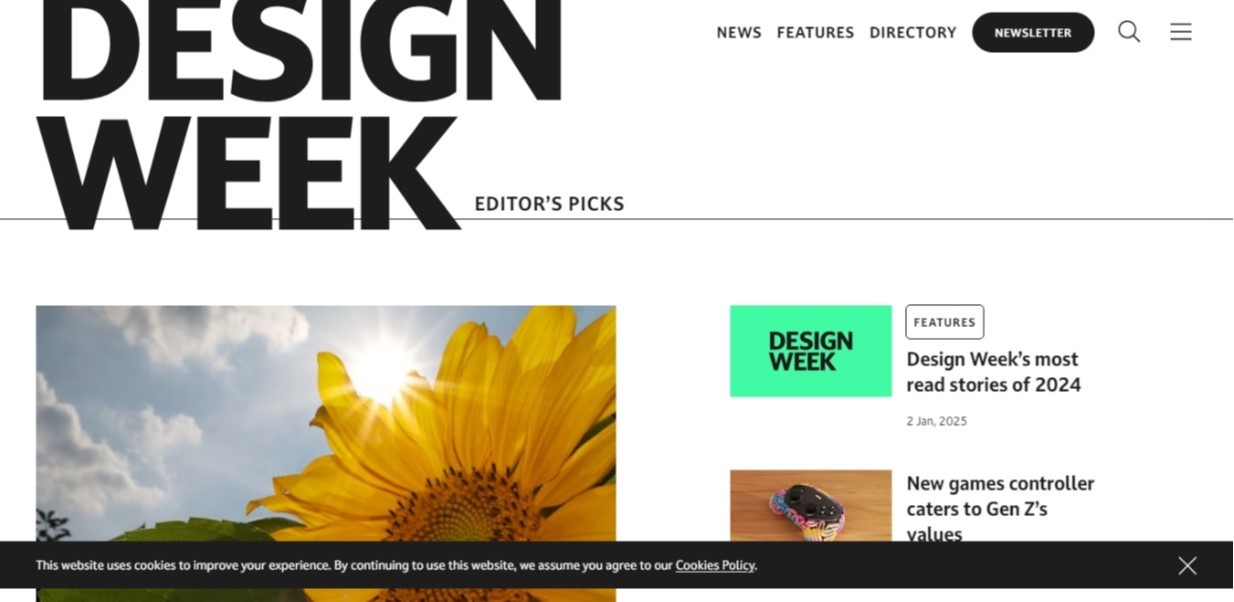 DESIGN
WEEK
NEWS FEATURES DIRECTORY NEWSLETTER
EDITOR’S PICKS
DESIGN
WEEK
FEATURES
Design Week’s most
read stories of 2024
2 Jan, 2025
New games controller
caters to Gen Z’s
values
This website uses cookies to improve your experience. By continuing to use this website, we assume you agree to our Cookies Policy.